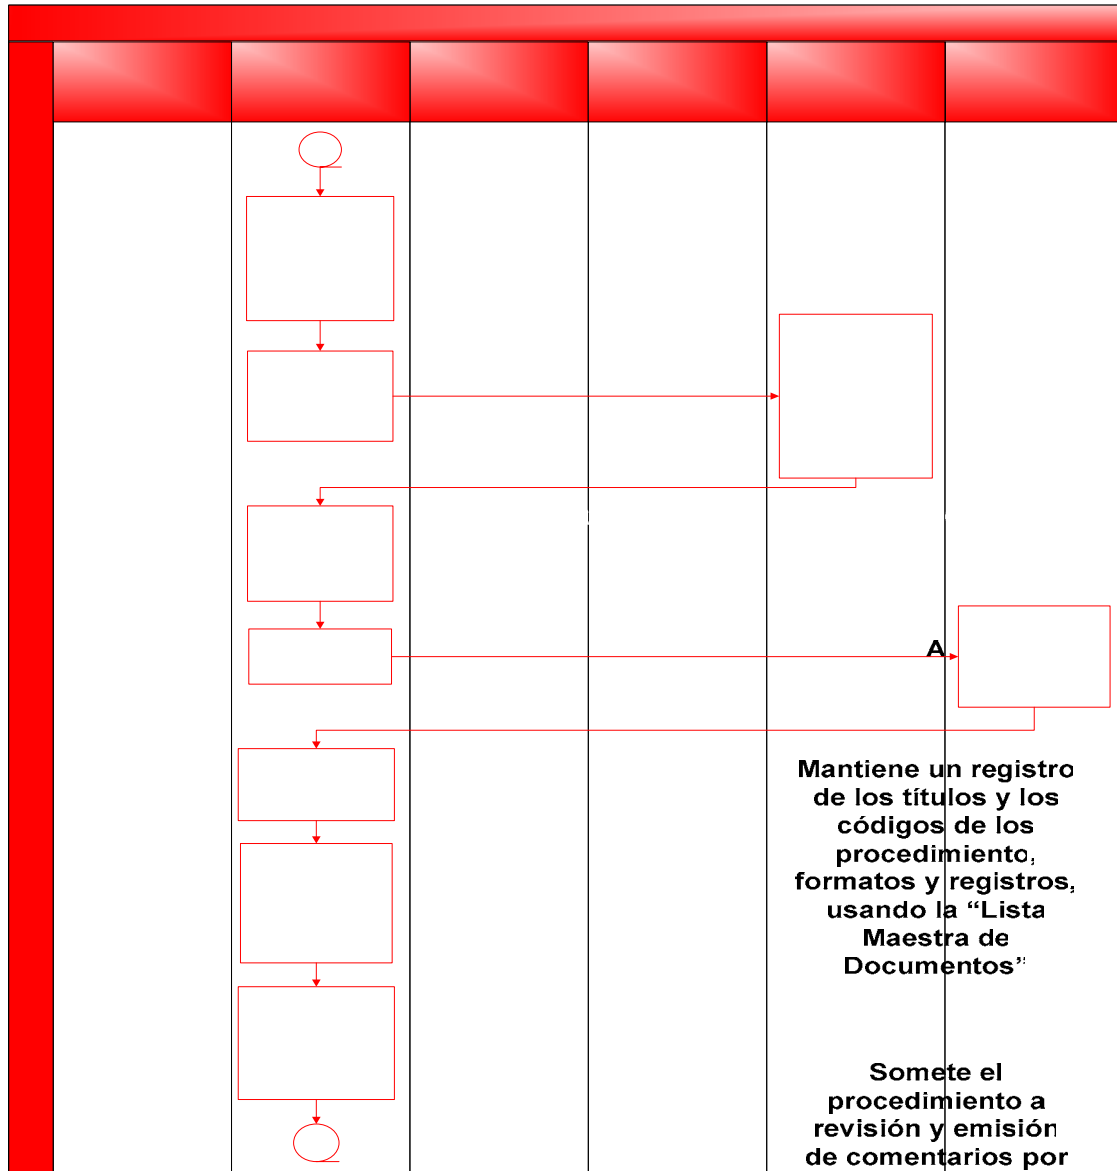 A
Mantiene un registro
de los títulos y los
códigos de los
procedimiento,
formatos y registros,
usando la “Lista
Maestra de
Documentos”
Somete el
procedimiento a
revisión y emisión
de comentarios por